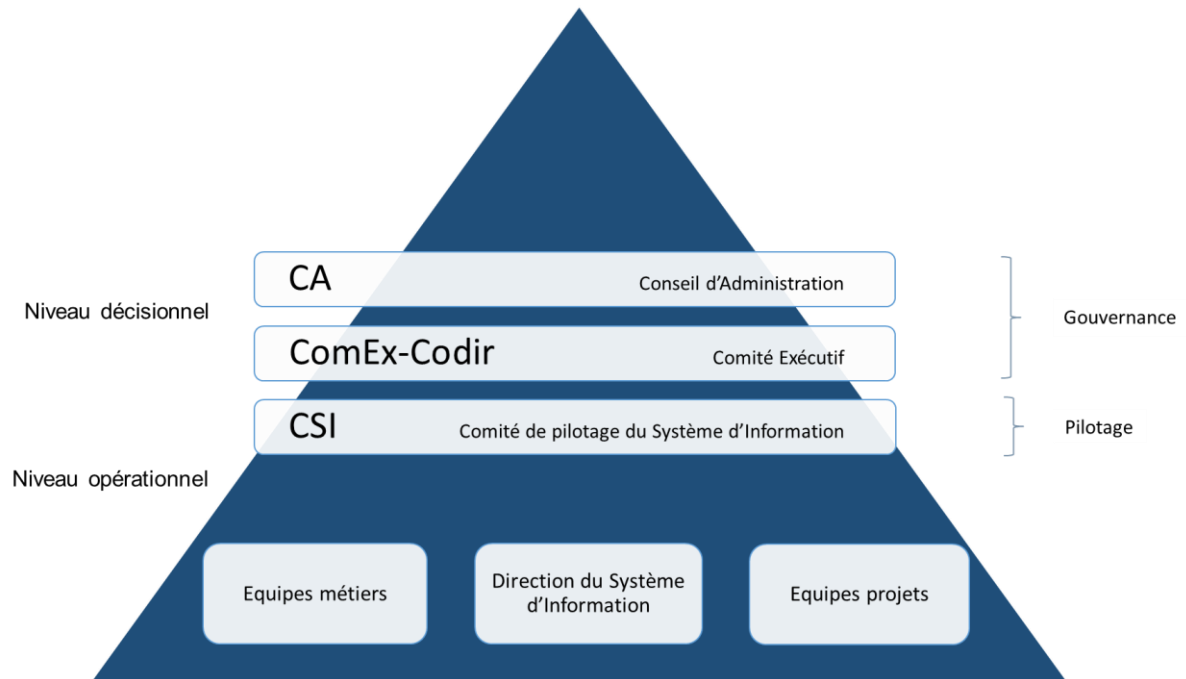 CA
Conseil d’Administration
Niveau décisionnel
Gouvernance
ComEx-Codir
Comité Exécutif
CSI
Comité de pilotage du Système d’Information
Pilotage
Niveau opérationnel
Equipes métiers
Direction du Système
d’Information
Equipes projets